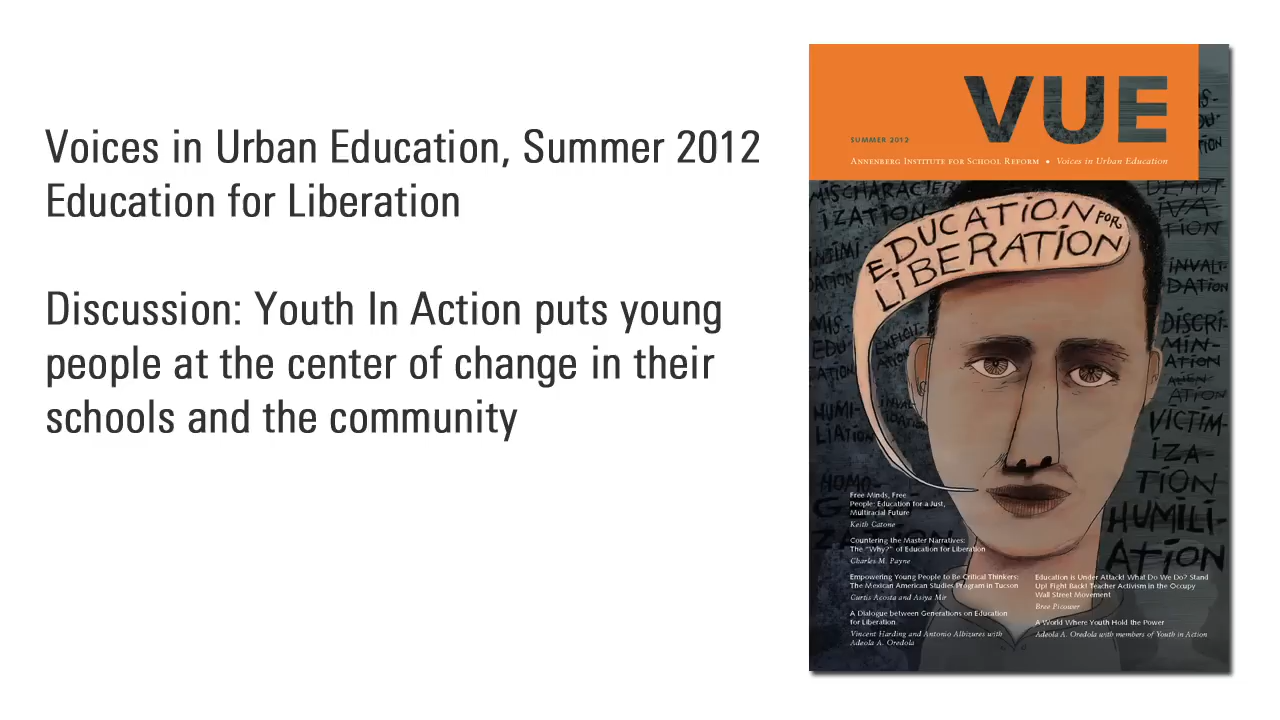 Voices in Urban Education, Summer 2012
Education for Liberation
Discussion: Youth In Action puts young
people at the center of change in their
schools and the community
VUE
SUMMER 2012
ANNENBERG INSTITUTE FOR SCHOOL REFORM • Voices in Urban Education
EDUCATION FOR
LIBERATION
MISCHARACTER
IZATION
INVALI-
DATION
DISCRI-
MIN-
ATION
ALIEN
ATION
VICTIM-
IZA-
TION
HUMILI-
ATION
MIS-
EDU-
HUMI-
LIATION
Free Minds, Free
People: Education for a Just,
Multiracial Future
Keith Catone
Countering the Master Narratives:
The “Why?” of Education for Liberation
Charles M. Payne
Empowering Young People to Be Critical Thinkers:
The Mexican American Studies Program in Tucson
Curtis Acosta and Asiya Mir
A Dialogue between Generations on Education
for Liberation
Vincent Harding and Antonio Albizures with
Adeola A. Oredola
Education is Under Attack! What Do We Do? Stand
Up! Fight Back! Teacher Activism in the Occupy
Wall Street Movement
Bree Picower
A World Where Youth Hold the Power
Adeola A. Oredola with members of Youth in Action